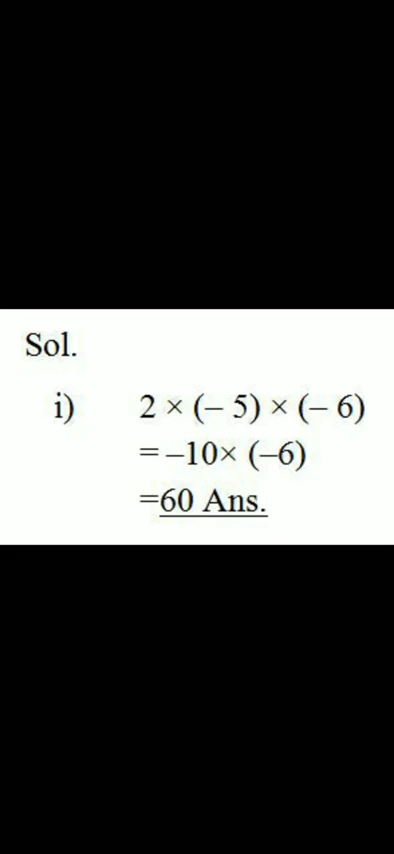 Sol.
i) 2 × (– 5) × (– 6)
= –10× (–6)
=60 Ans.